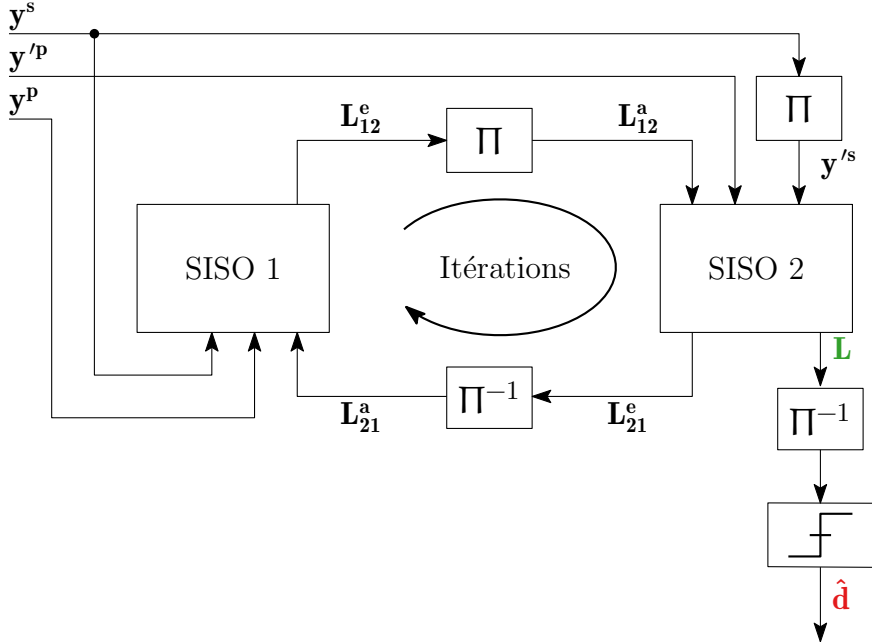 y^s
y'^p
y^p
L^e_12
∏
L^a_12
∏
y'^s
SISO 1
Itérations
SISO 2
L
L^a_21
∏^−1
L^e_21
∏^−1
d̂